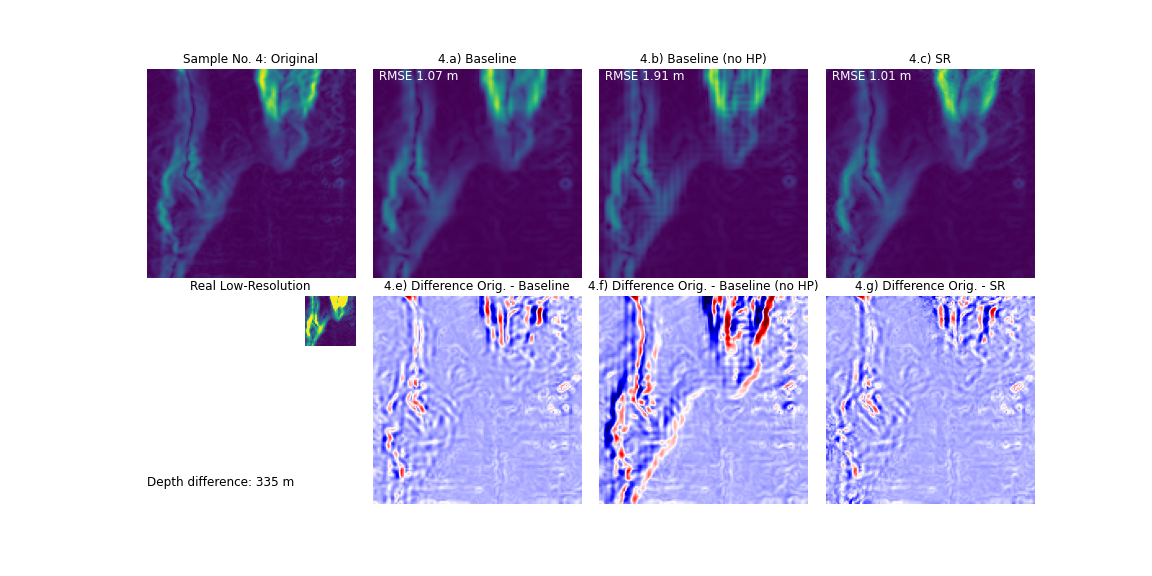 Sample No. 4: Original
4.a) Baseline
4.b) Baseline (no HP)
4.c) SR
RMSE 1.07 m
RMSE 1.91 m
RMSE 1.01 m
Real Low-Resolution
4.e) Difference Orig. - Baseline
4.f) Difference Orig. - Baseline (no HP)
4.g) Difference Orig. - SR
Depth difference: 335 m